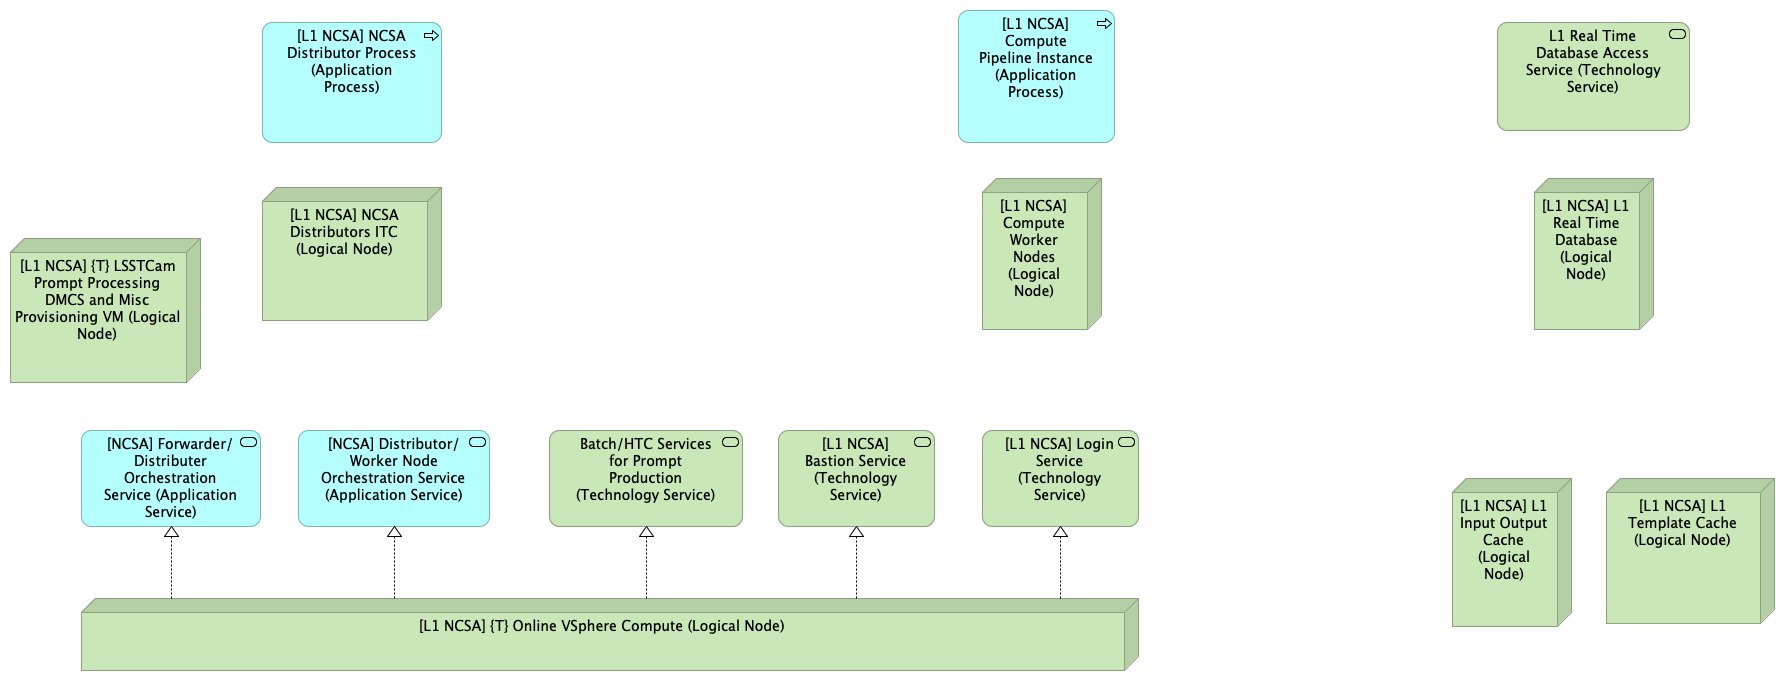 [L1 NCSA] NCSA
Distributor Process
(Application
Process)
[L1 NCSA]
Compute
Pipeline Instance
(Application
Process)
L1 Real Time
Database Access
Service (Technology
Service)
[L1 NCSA] NCSA
Distributors ITC
(Logical Node)
[L1 NCSA]
Compute
Worker
Nodes
(Logical
Node)
[L1 NCSA] L1
Real Time
Database
(Logical
Node)
[L1 NCSA] {T} LSSTCam
Prompt Processing
DMCS and Misc
Provisioning VM (Logical
Node)
[NCSA] Forwarder/
Distributer
Orchestration
Service (Application
Service)
[NCSA] Distributor/
Worker Node
Orchestration Service
(Application Service)
Batch/HTC Services
for Prompt
Production
(Technology Service)
[L1 NCSA]
Bastion Service
(Technology
Service)
[L1 NCSA] Login
Service
(Technology
Service)
[L1 NCSA] L1
Input Output
Cache
(Logical
Node)
[L1 NCSA] L1
Template Cache
(Logical Node)
[L1 NCSA] {T} Online VSphere Compute (Logical Node)